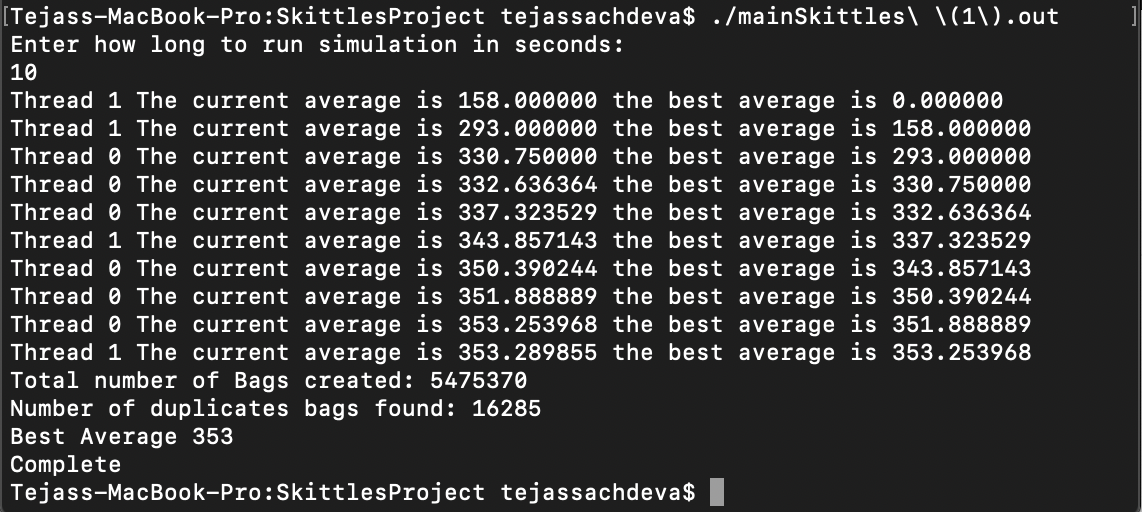 [Tejass-MacBook-Pro:SkittlesProject tejassachdeva$ ./mainSkittles\ \(1\).out ]
Enter how long to run simulation in seconds:
10
Thread 1 The current average is 158.000000 the best average is 0.000000
Thread 1 The current average is 293.000000 the best average is 158.000000
Thread 0 The current average is 330.750000 the best average is 293.000000
Thread 0 The current average is 332.636364 the best average is 330.750000
Thread 0 The current average is 337.323529 the best average is 332.636364
Thread 1 The current average is 343.857143 the best average is 337.323529
Thread 0 The current average is 350.390244 the best average is 343.857143
Thread 0 The current average is 351.888889 the best average is 350.390244
Thread 0 The current average is 353.253968 the best average is 351.888889
Thread 1 The current average is 353.289855 the best average is 353.253968
Total number of Bags created: 5475370
Number of duplicates bags found: 16285
Best Average 353
Complete
Tejass-MacBook-Pro:SkittlesProject tejassachdeva$